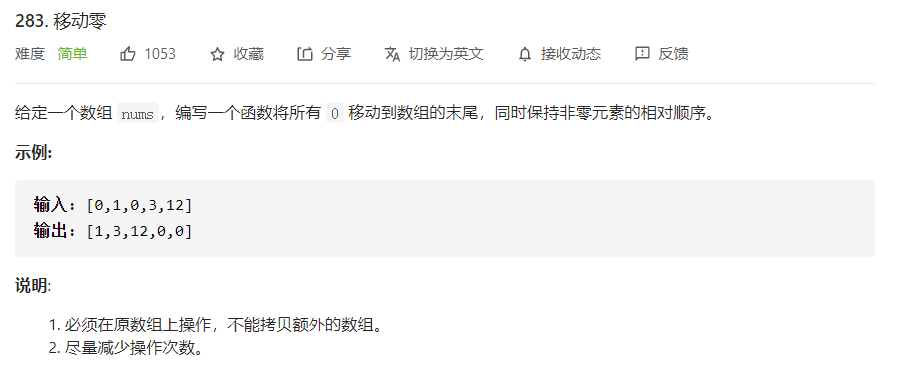 283. 移动零
难度 简单 1053 收藏 分享 切换为英文 接收动态 反馈
给定一个数组 nums，编写一个函数将所有 0 移动到数组的末尾，同时保持非零元素的相对顺序。
示例:
输入: [0,1,0,3,12]
输出: [1,3,12,0,0]
说明:
1. 必须在原数组上操作，不能拷贝额外的数组。
2. 尽量减少操作次数。